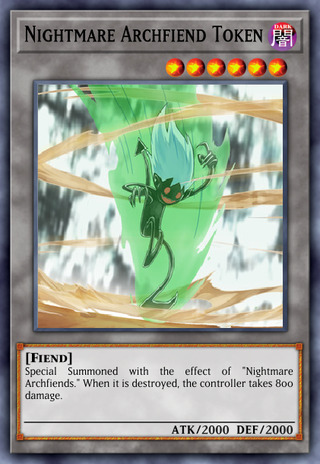 Nightmare Archfiend Token
DARK
闇
[Fiend]
Special Summoned with the effect of "Nightmare
Archfiends." When it is destroyed, the controller takes 800
damage.
ATK/2000 DEF/2000